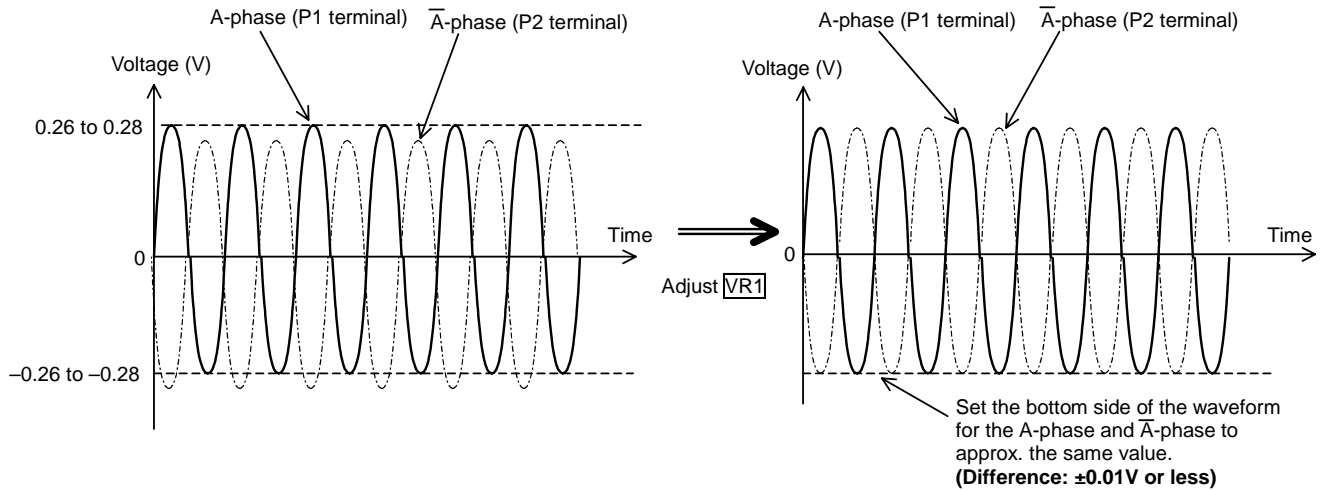 A-phase (P1 terminal)
A̅-phase (P2 terminal)
Voltage (V)
0.26 to 0.28
0
Time
–0.26 to –0.28
Adjust VR1
A-phase (P1 terminal)
A̅-phase (P2 terminal)
Voltage (V)
0
Time
Set the bottom side of the waveform
for the A-phase and A̅-phase to
approx. the same value.
(Difference: ±0.01V or less)